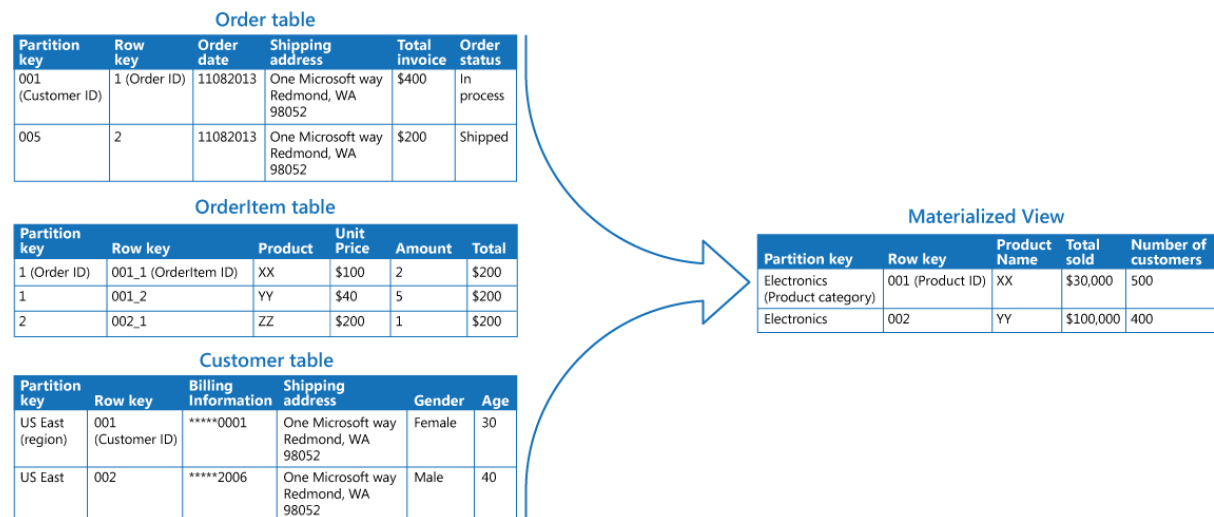 Order table
Partition key Row key Order date Shipping address Total invoice Order status
001 (Customer ID) 1 (Order ID) 11082013 One Microsoft way Redmond, WA 98052 $400 In process
005 2 11082013 One Microsoft way Redmond, WA 98052 $200 Shipped
OrderItem table
Partition key Row key Product Unit Price Amount Total
1 (Order ID) 001_1 (OrderItem ID) XX $100 2 $200
1 001_2 YY $40 5 $200
2 002_1 ZZ $200 1 $200
Customer table
Partition key Row key Billing Information Shipping address Gender Age
US East (region) 001 (Customer ID) *****0001 One Microsoft way Redmond, WA 98052 Female 30
US East 002 *****2006 One Microsoft way Redmond, WA 98052 Male 40
Materialized View
Partition key Row key Product Name Total sold Number of customers
Electronics (Product category) 001 (Product ID) XX $30,000 500
Electronics 002 YY $100,000 400